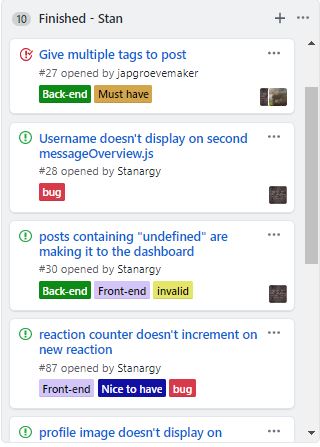 10 Finished - Stan
Give multiple tags to post
#27 opened by japgroevemaker
Back-end Must have
Username doesn't display on second
messageOverview.js
#28 opened by Stanargy
bug
posts containing "undefined" are
making it to the dashboard
#30 opened by Stanargy
Back-end Front-end invalid
reaction counter doesn't increment on
new reaction
#87 opened by Stanargy
Front-end Nice to have bug
profile image doesn't display on